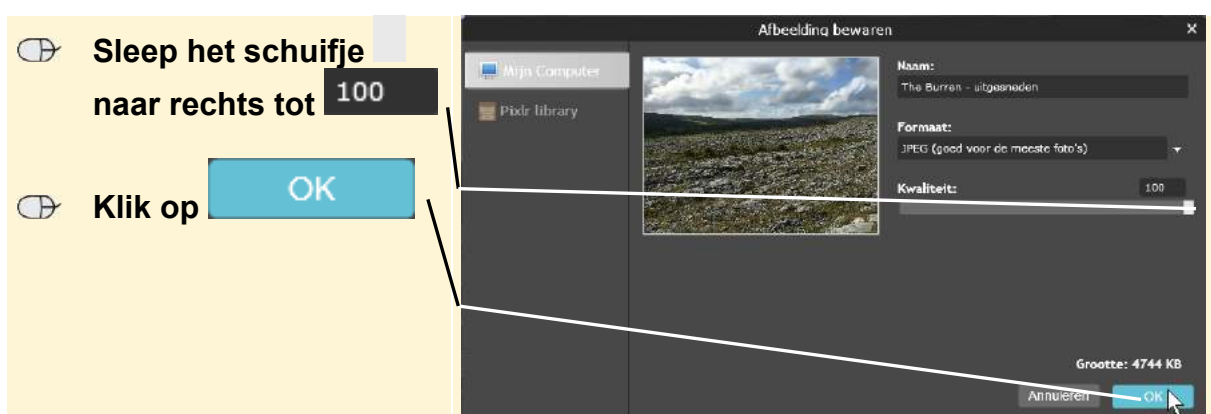 Sleep het schuifje
naar rechts tot 100
Klik op OK
Afbeelding bewaren
Mijn Computer
Pixlr library
Naam:
The Burren - uitgesneden
Formaat:
JPEG (goed voor de meeste foto's)
Kwaliteit: 100
Grootte: 4744 KB
Annuleren OK